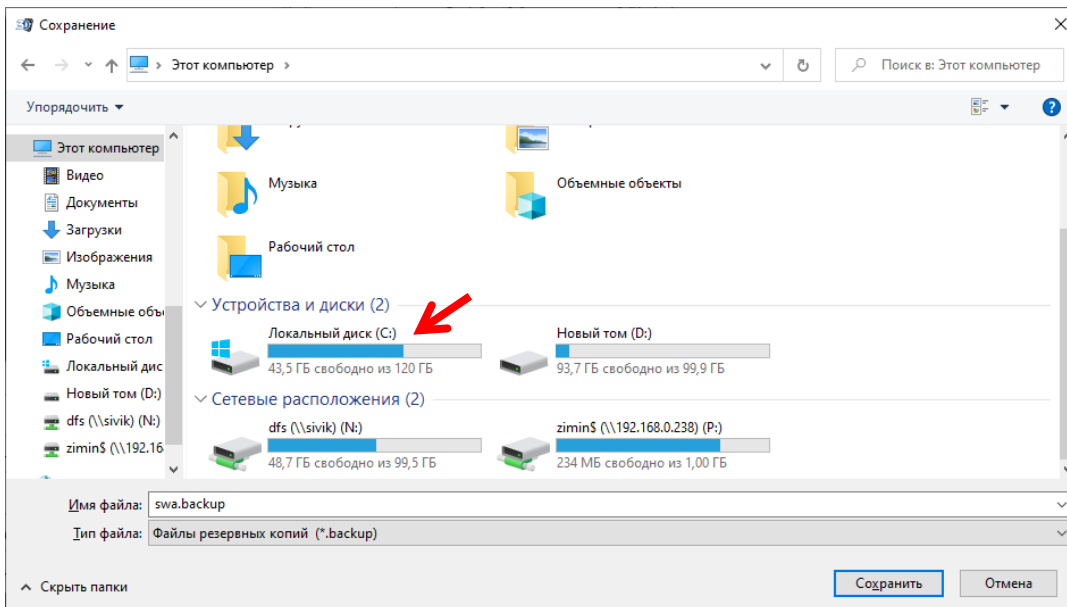 Сохранение
Этот компьютер
Поиск в: Этот компьютер
Упорядочить
Этот компьютер
Видео
Документы
Загрузки
Изображения
Музыка
Объемные объ
Рабочий стол
Локальный дис
Новый том (D:)
dfs (\\sivik) (N:)
zimin$ (\\192.16
Музыка
Объемные объекты
Рабочий стол
Устройства и диски (2)
Локальный диск (C:)
43,5 ГБ свободно из 120 ГБ
Новый том (D:)
93,7 ГБ свободно из 99,9 ГБ
Сетевые расположения (2)
dfs (\\sivik) (N:)
48,7 ГБ свободно из 99,5 ГБ
zimin$ (\\192.168.0.238) (P:)
234 МБ свободно из 1,00 ГБ
Имя файла: swa.backup
Тип файла: Файлы резервных копий (*.backup)
Скрыть папки
Сохранить
Отмена